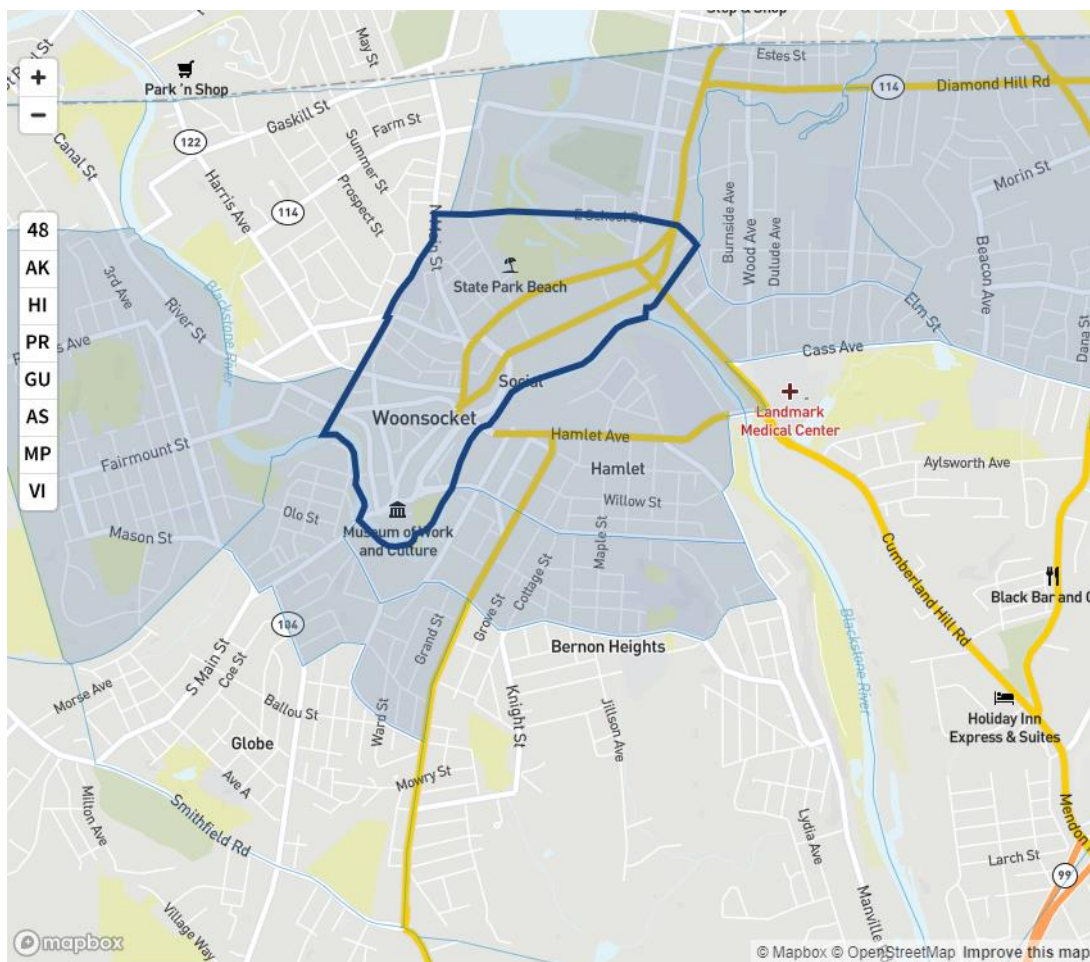 Stop & Shop
Estes St
May St
Park 'n Shop
+
−
114
Diamond Hill Rd
Gaskill St
Farm St
122
Canal St
Summer St
Morin St
Harris Ave
Prospect St
114
N Main St
E School St
Burnside Ave
Wood Ave
Dulude Ave
Beacon Ave
48
AK
HI
PR
GU
AS
MP
VI
3rd Ave
River St
Blackstone River
State Park Beach
Elm St
Dana St
Cass Ave
Social
Woonsocket
Landmark
Medical Center
Fairmount St
Hamlet Ave
Hamlet
Aylsworth Ave
Willow St
Olo St
Mason St
Museum of Work
and Culture
Maple St
Cottage St
Cumberland Hill Rd
Black Bar and G
Grove St
Grand St
104
Bernon Heights
Blackstone River
S Main St
Coe St
Morse Ave
Ballou St
Ward St
Knight St
Jillson Ave
Holiday Inn
Express & Suites
Globe
Ave A
Mowry St
Smithfield Rd
Milton Ave
Lydia Ave
Mendon
Larch St
99
Manville
Village Way
mapbox
© Mapbox © OpenStreetMap Improve this map